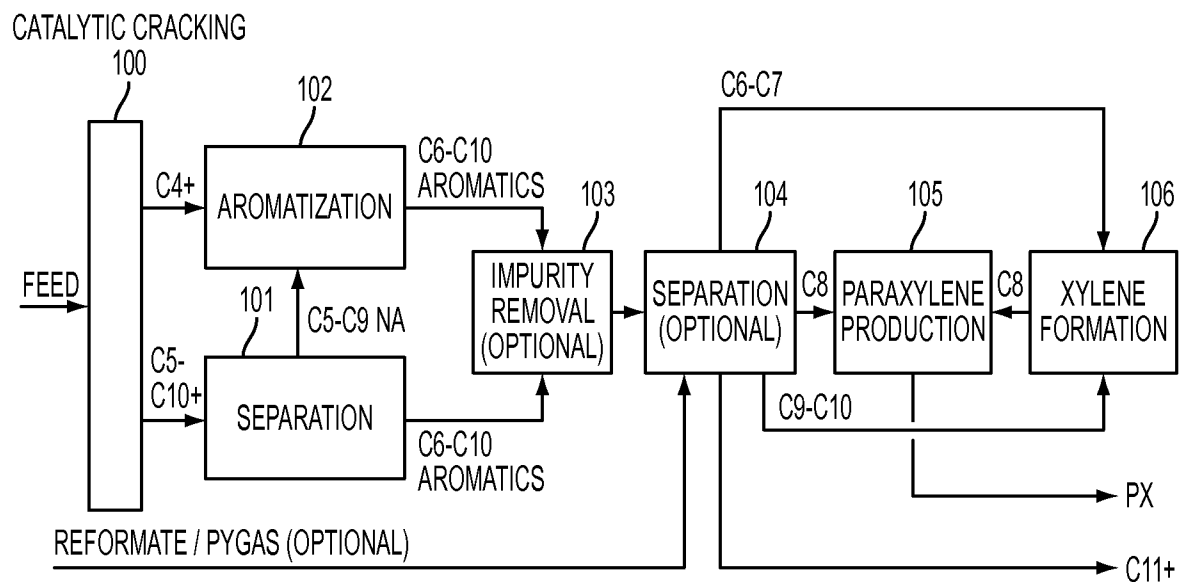 CATALYTIC CRACKING
100
102
C6-C7
C6-C10
AROMATICS
C4+
AROMATIZATION
103
104
105
106
FEED
IMPURITY
REMOVAL
(OPTIONAL)
SEPARATION
(OPTIONAL)
C8
PARAXYLENE
PRODUCTION
C8
XYLENE
FORMATION
101
C5-C9 NA
C5-
C10+
SEPARATION
C9-C10
C6-C10
AROMATICS
PX
REFORMATE / PYGAS (OPTIONAL)
C11+